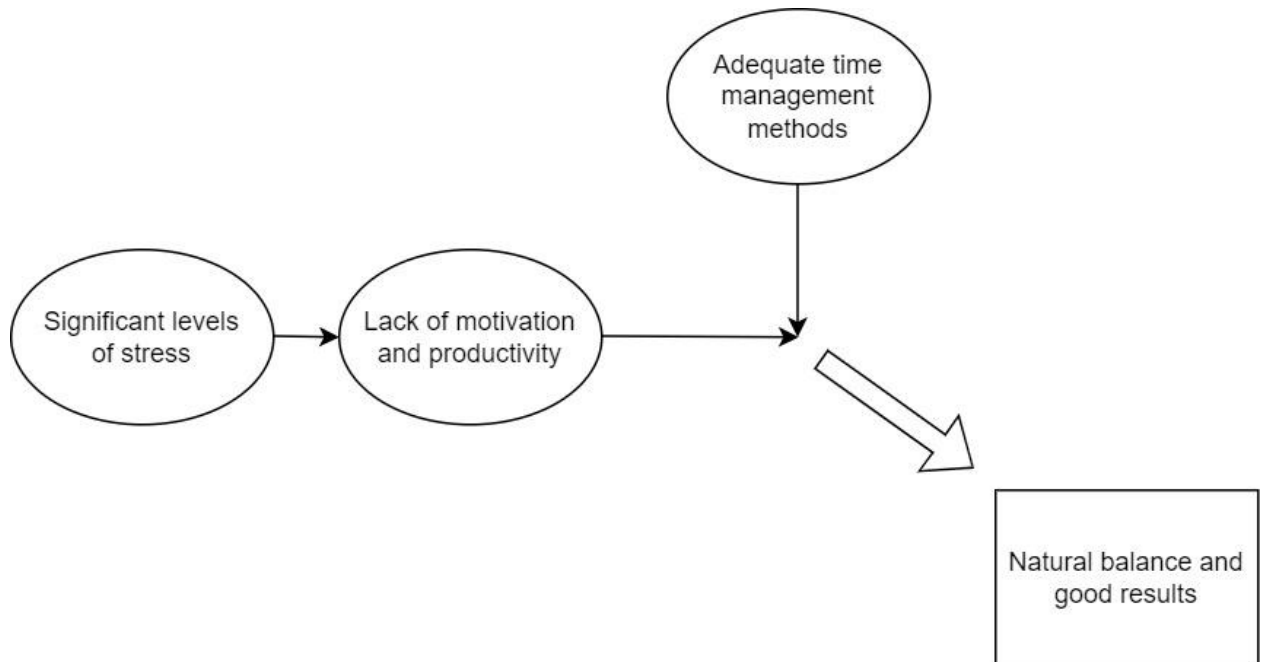 Adequate time
management
methods
Significant levels
of stress
Lack of motivation
and productivity
Natural balance and
good results